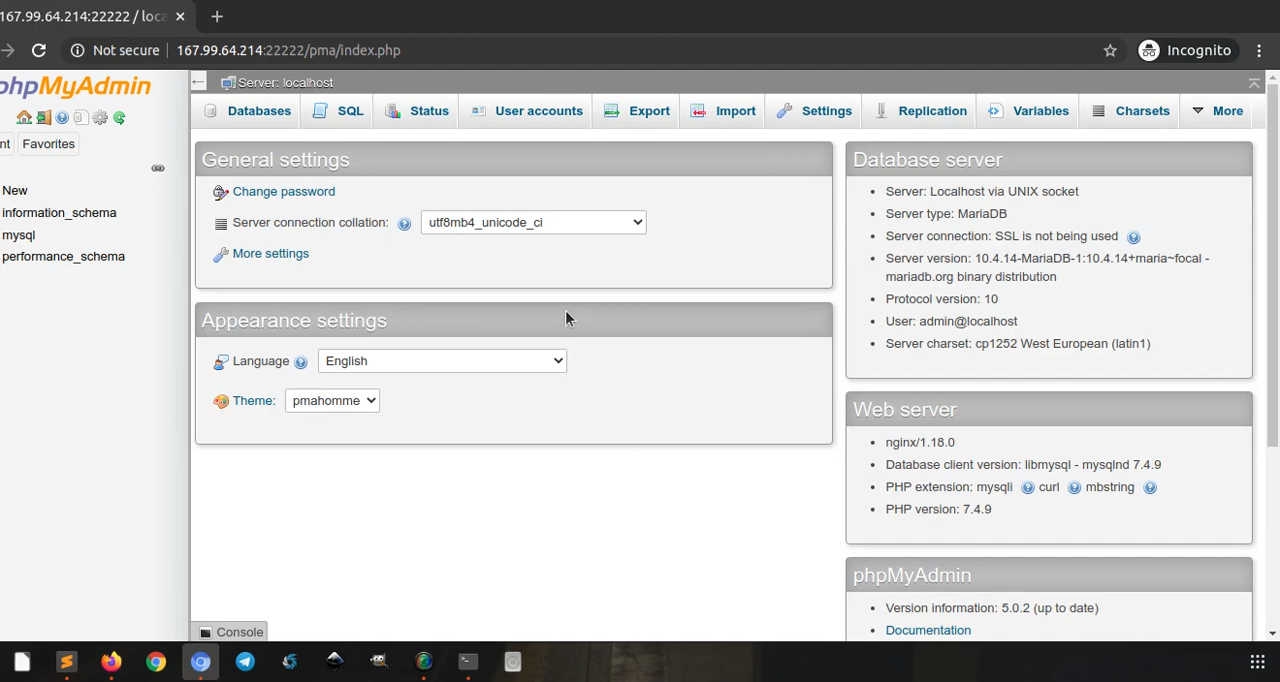 167.99.64.214:22222 / loca
Not secure
167.99.64.214:22222/pma/index.php
Incognito
phpMyAdmin
nt
Favorites
New
information_schema
mysql
performance_schema
Server: localhost
Databases
SQL
Status
User accounts
Export
Import
Settings
Replication
Variables
Charsets
More
General settings
Change password
Server connection collation:
utf8mb4_unicode_ci
More settings
Appearance settings
Language
English
Theme:
pmahomme
Console
Database server
Server: Localhost via UNIX socket
Server type: MariaDB
Server connection: SSL is not being used
Server version: 10.4.14-MariaDB-1:10.4.14+maria~focal -
mariadb.org binary distribution
Protocol version: 10
User: admin@localhost
Server charset: cp1252 West European (latin1)
Web server
nginx/1.18.0
Database client version: libmysql - mysqlnd 7.4.9
PHP extension: mysqli curl mbstring
PHP version: 7.4.9
phpMyAdmin
Version information: 5.0.2 (up to date)
Documentation